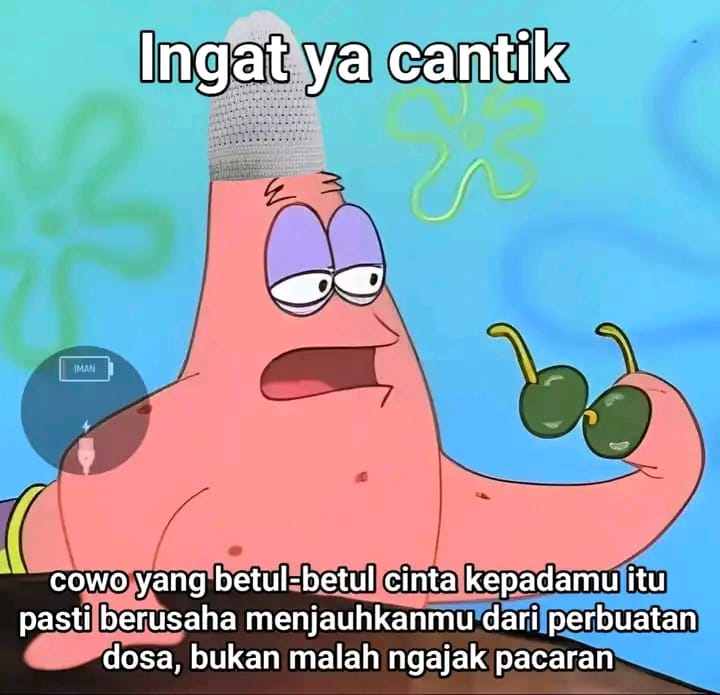 Ingat ya cantik
IMAN
cowo yang betul-betul cinta kepadamu itu
pasti berusaha menjauhkanmu dari perbuatan
dosa, bukan malah ngajak pacaran